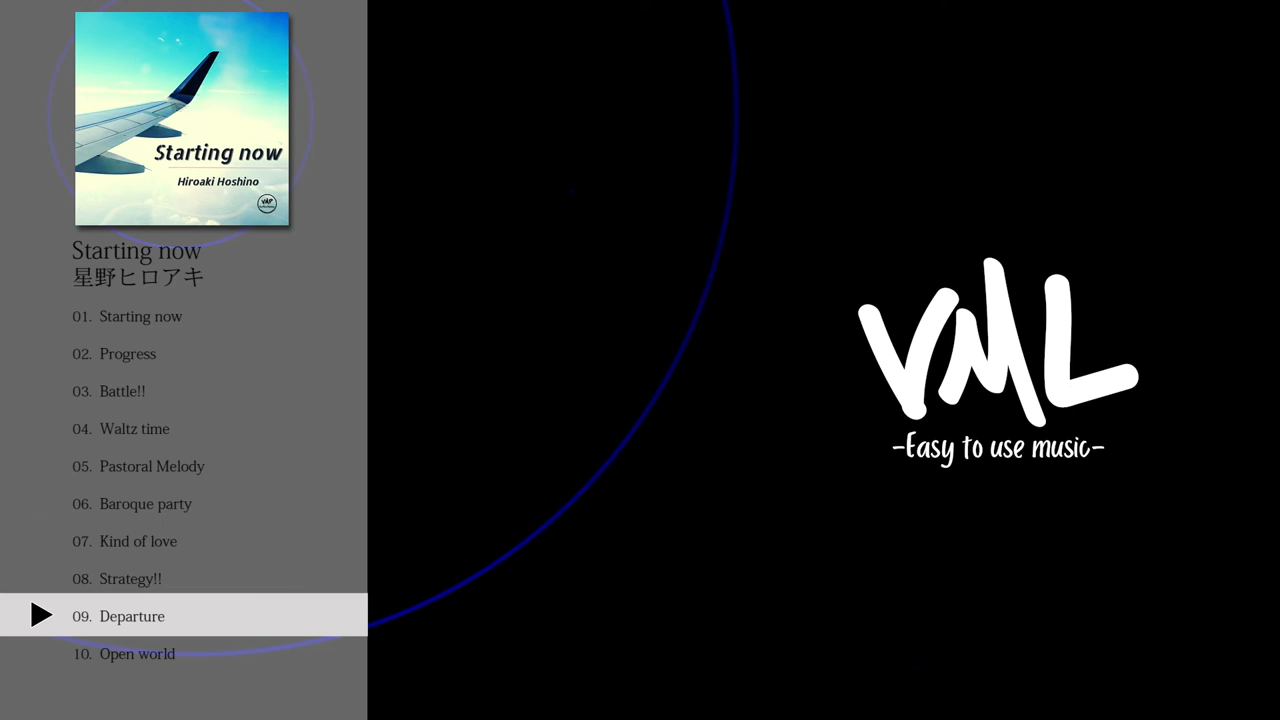 Starting now
Hiroaki Hoshino
Starting now
星野ヒロアキ
01. Starting now
02. Progress
03. Battle!!
04. Waltz time
05. Pastoral Melody
06. Baroque party
07. Kind of love
08. Strategy!!
09. Departure
10. Open world
VML
-Easy to use music-